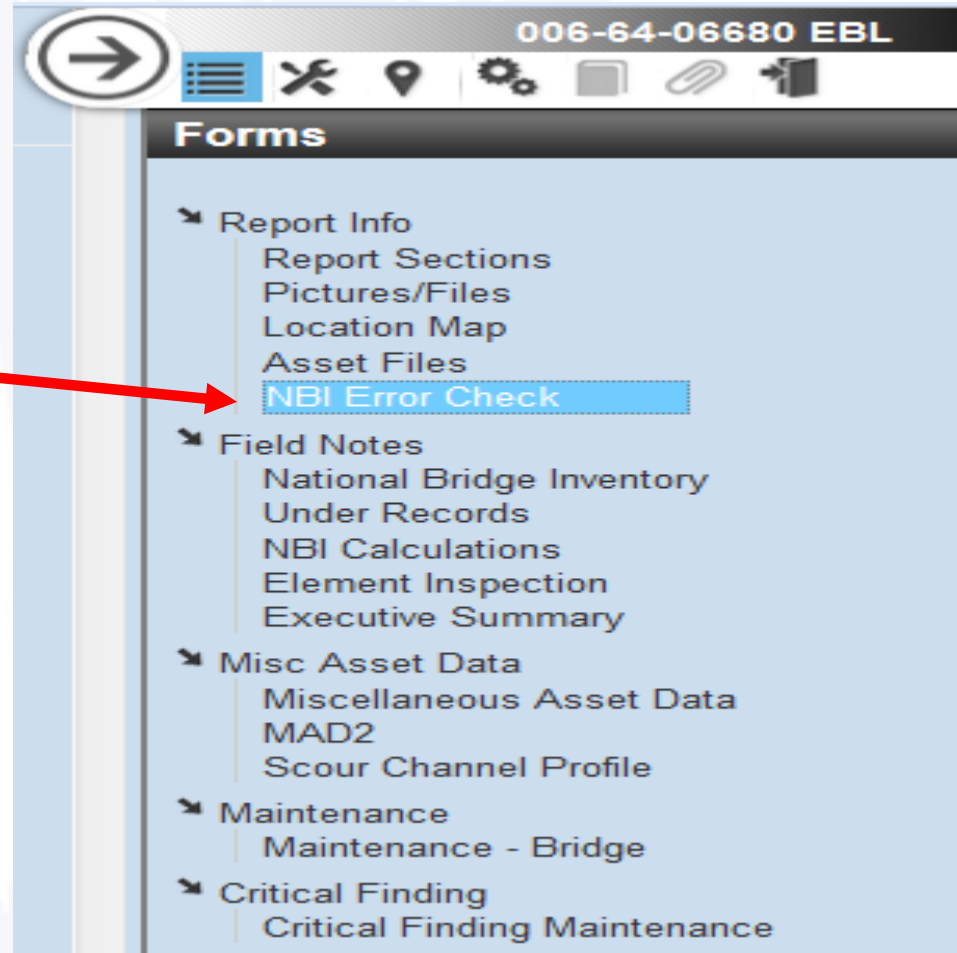 006-64-06680 EBL
Forms
Report Info
Report Sections
Pictures/Files
Location Map
Asset Files
NBI Error Check
Field Notes
National Bridge Inventory
Under Records
NBI Calculations
Element Inspection
Executive Summary
Misc Asset Data
Miscellaneous Asset Data
MAD2
Scour Channel Profile
Maintenance
Maintenance - Bridge
Critical Finding
Critical Finding Maintenance